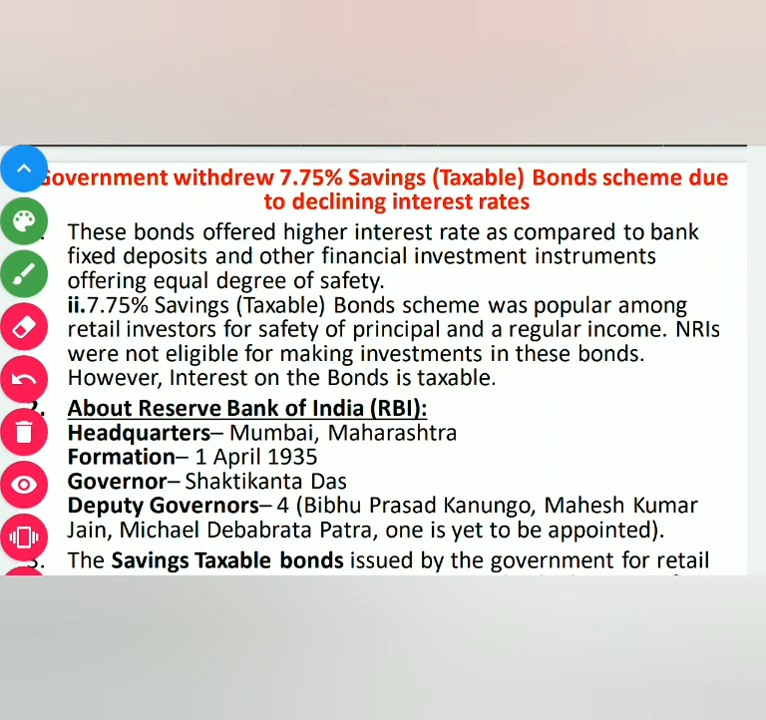 Government withdrew 7.75% Savings (Taxable) Bonds scheme due
to declining interest rates
These bonds offered higher interest rate as compared to bank
fixed deposits and other financial investment instruments
offering equal degree of safety.
ii.7.75% Savings (Taxable) Bonds scheme was popular among
retail investors for safety of principal and a regular income. NRIs
were not eligible for making investments in these bonds.
However, Interest on the Bonds is taxable.
2. About Reserve Bank of India (RBI):
Headquarters– Mumbai, Maharashtra
Formation– 1 April 1935
Governor– Shaktikanta Das
Deputy Governors– 4 (Bibhu Prasad Kanungo, Mahesh Kumar
Jain, Michael Debabrata Patra, one is yet to be appointed).
3. The Savings Taxable bonds issued by the government for retail